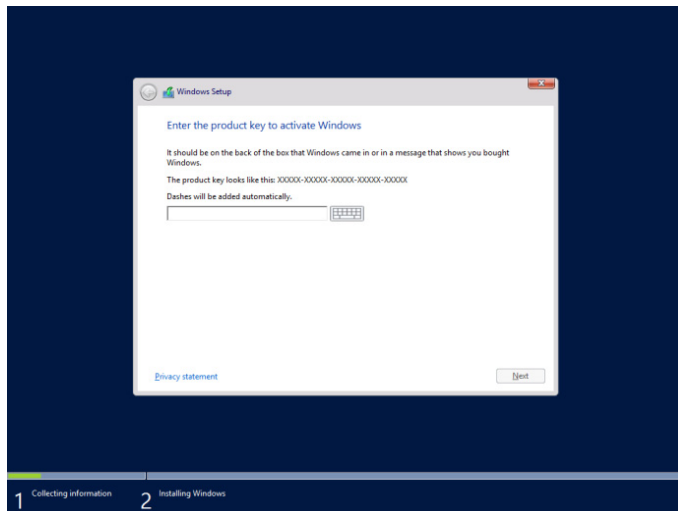 Windows Setup
Enter the product key to activate Windows
It should be on the back of the box that Windows came in or in a message that shows you bought
Windows.
The product key looks like this: XXXXX-XXXXX-XXXXX-XXXXX-XXXXX
Dashes will be added automatically.
Privacy statement
Next
1 Collecting information
2 Installing Windows